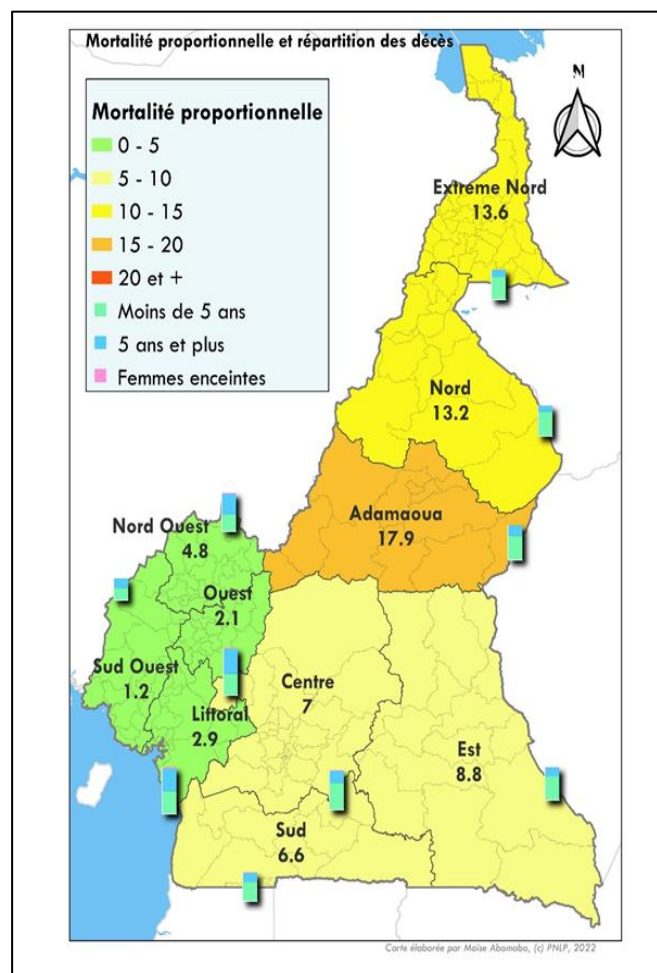 Mortalité proportionnelle et répartition des décès
Mortalité proportionnelle
0 - 5
5 - 10
10 - 15
15 - 20
20 et +
Moins de 5 ans
5 ans et plus
Femmes enceintes
N
Extreme Nord
13.6
Nord
13.2
Adamaoua
17.9
Nord Ouest
4.8
Ouest
2.1
Sud Ouest
1.2
Littoral
2.9
Centre
7
Est
8.8
Sud
6.6
Carte élaborée par Moïse Abomabo, (c) PNLP, 2022